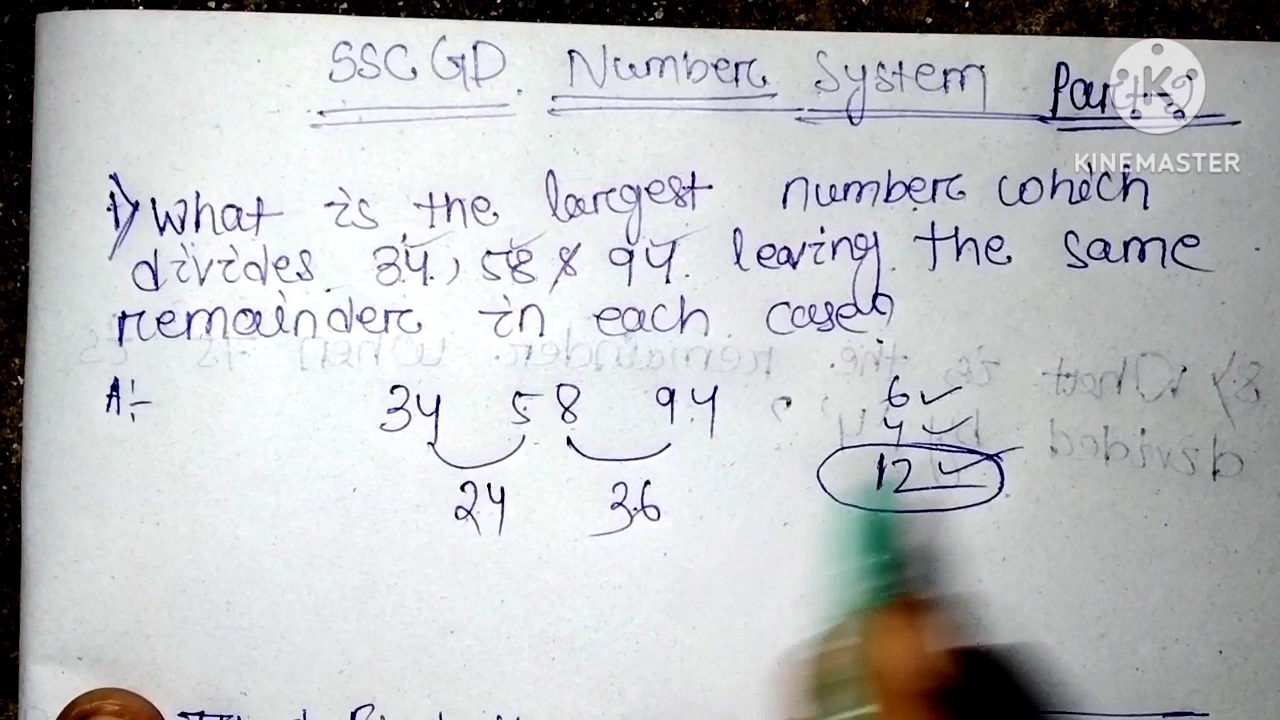 SSC GD Number System Part
KINEMASTER
1) What is the largest number which
divides 34, 58 & 94 leaving the same
remainder in each case?
A:-
34 58 94
24 36
6 ✓
4 ✓
12 ✓